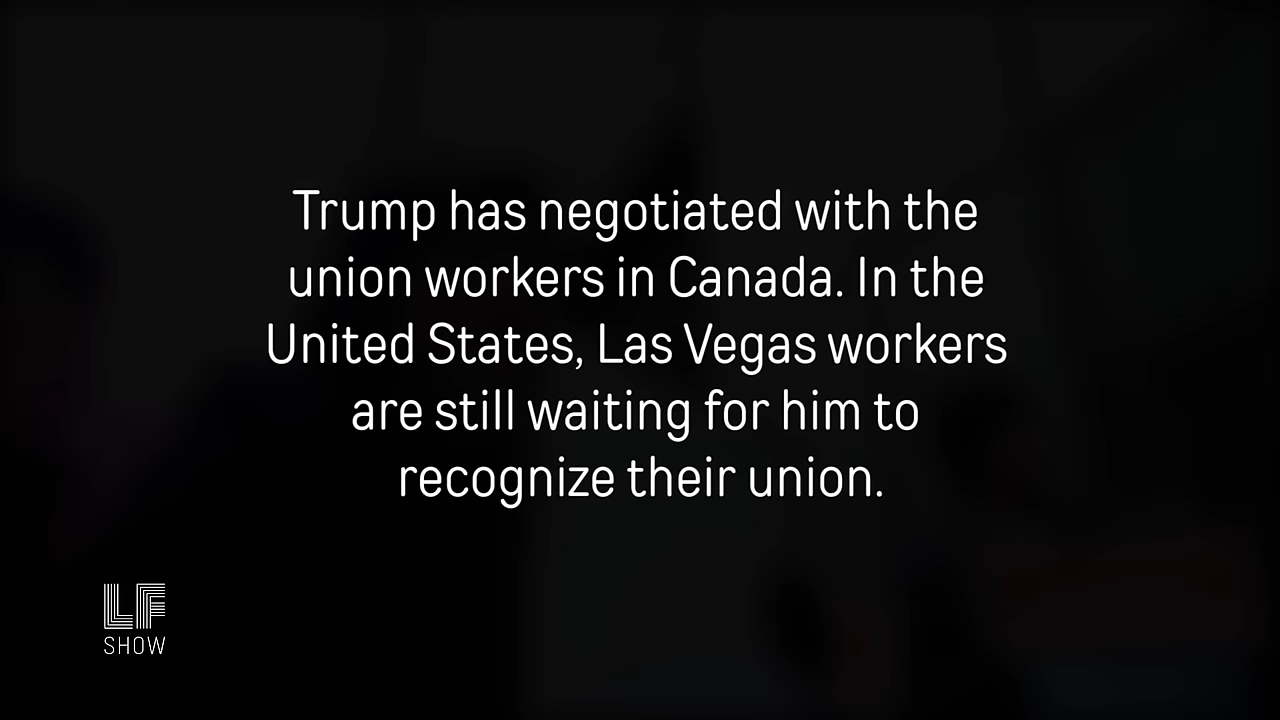 Trump has negotiated with the
union workers in Canada. In the
United States, Las Vegas workers
are still waiting for him to
recognize their union.
LF
SHOW